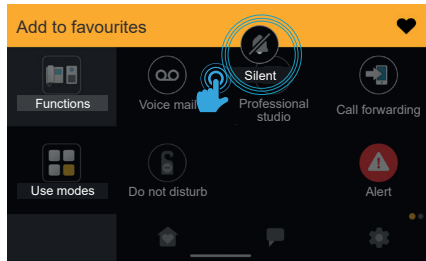 Add to favourites
Silent
Functions
Voice mail
Professional
studio
Call forwarding
Use modes
Do not disturb
Alert